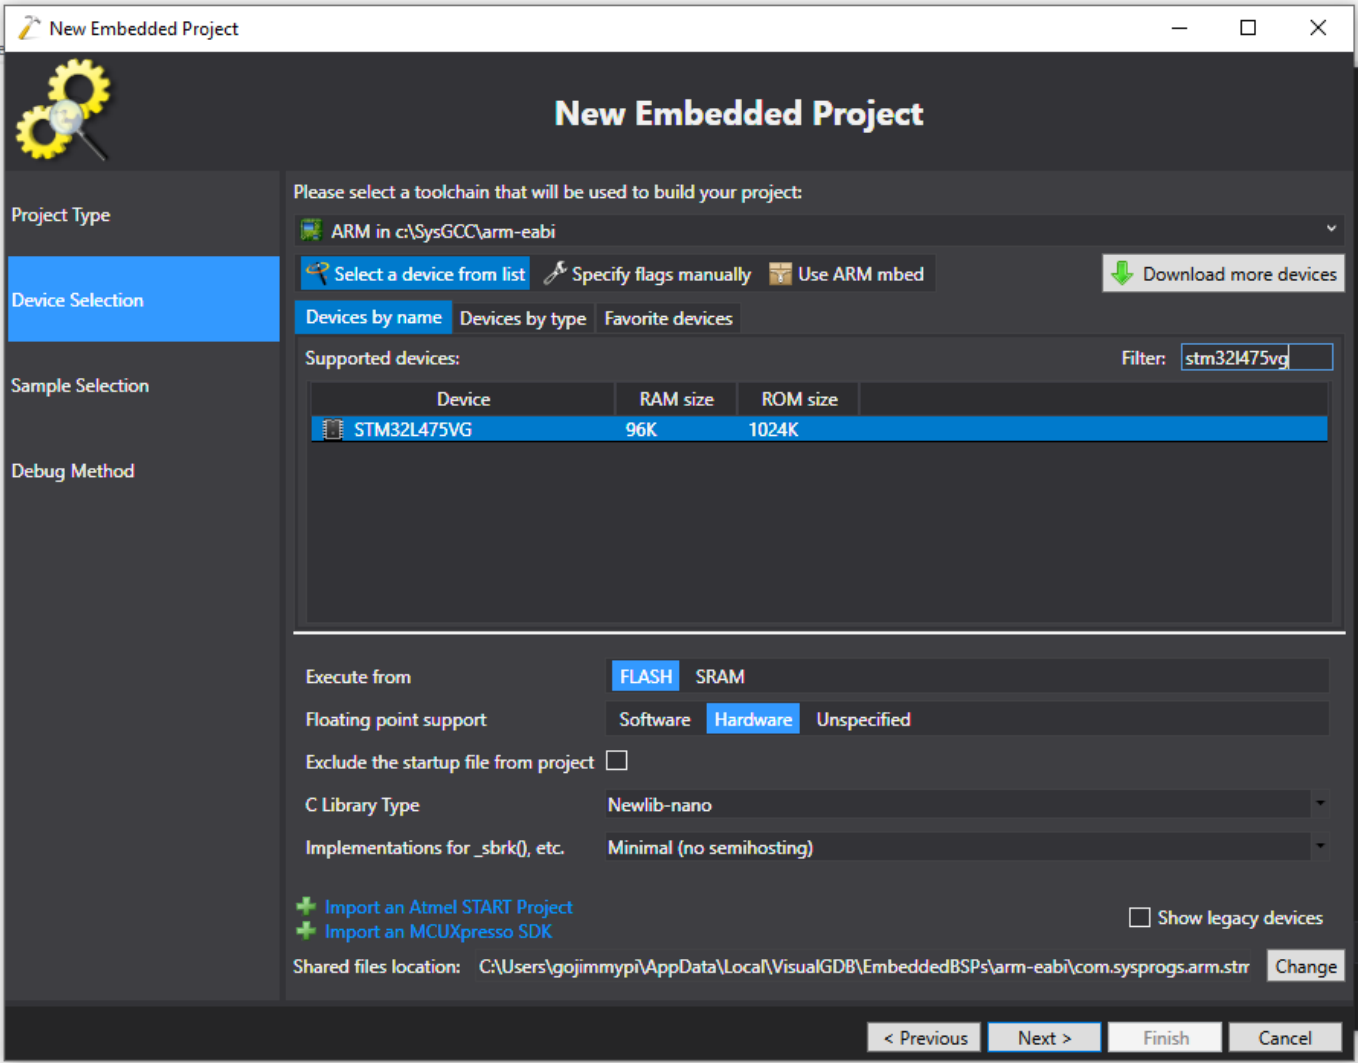 New Embedded Project
New Embedded Project
Project Type
Device Selection
Sample Selection
Debug Method
Please select a toolchain that will be used to build your project:
ARM in c:\SysGCC\arm-eabi
Select a device from list Specify flags manually Use ARM mbed Download more devices
Devices by name Devices by type Favorite devices
Supported devices: Filter: stm32l475vg
Device RAM size ROM size
STM32L475VG 96K 1024K
Execute from FLASH SRAM
Floating point support Software Hardware Unspecified
Exclude the startup file from project
C Library Type Newlib-nano
Implementations for _sbrk(), etc. Minimal (no semihosting)
Import an Atmel START Project
Import an MCUXpresso SDK
Show legacy devices
Shared files location: C:\Users\gojimmypi\AppData\Local\VisualGDB\EmbeddedBSPs\arm-eabi\com.sysprogs.arm.stm Change
< Previous Next > Finish Cancel